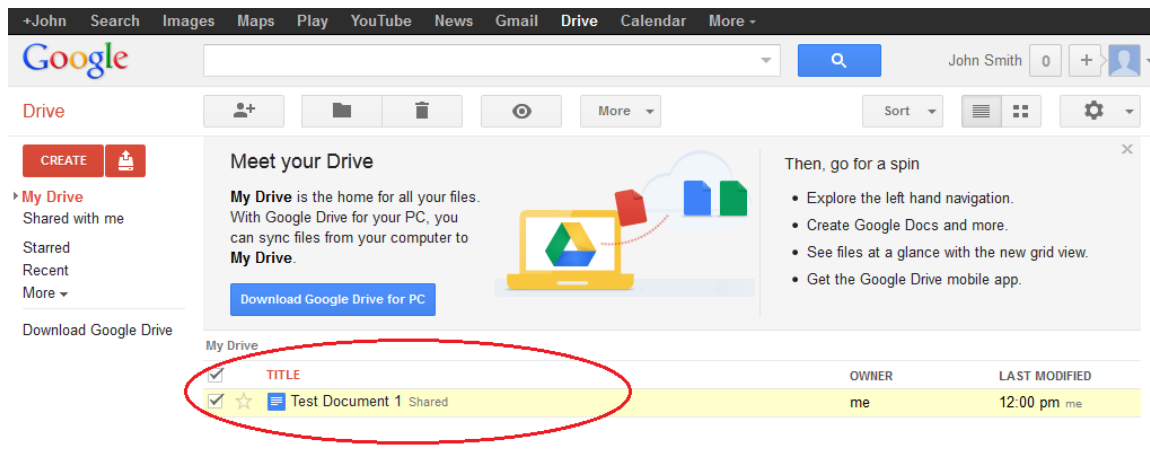 +John Search Images Maps Play YouTube News Gmail Drive Calendar More
Google
John Smith 0 +
Drive
More Sort
CREATE
My Drive
Shared with me
Starred
Recent
More
Download Google Drive
Meet your Drive
My Drive is the home for all your files.
With Google Drive for your PC, you
can sync files from your computer to
My Drive.
Download Google Drive for PC
Then, go for a spin
• Explore the left hand navigation.
• Create Google Docs and more.
• See files at a glance with the new grid view.
• Get the Google Drive mobile app.
My Drive
TITLE OWNER LAST MODIFIED
Test Document 1 Shared me 12:00 pm me